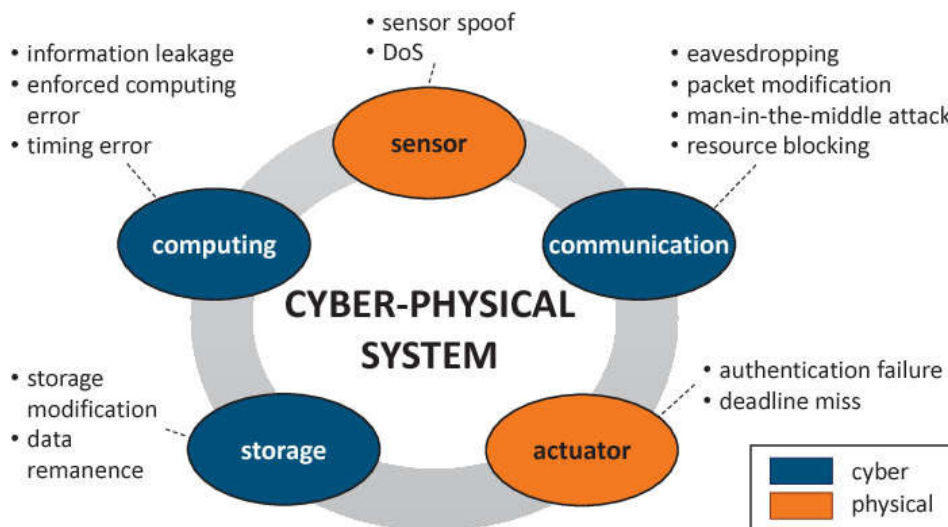 • sensor spoof
• DoS
• information leakage
• enforced computing
error
• timing error
• eavesdropping
• packet modification
• man-in-the-middle attack
• resource blocking
sensor
computing
communication
CYBER-PHYSICAL
SYSTEM
• storage
modification
• data
remanence
• authentication failure
• deadline miss
storage
actuator
cyber
physical